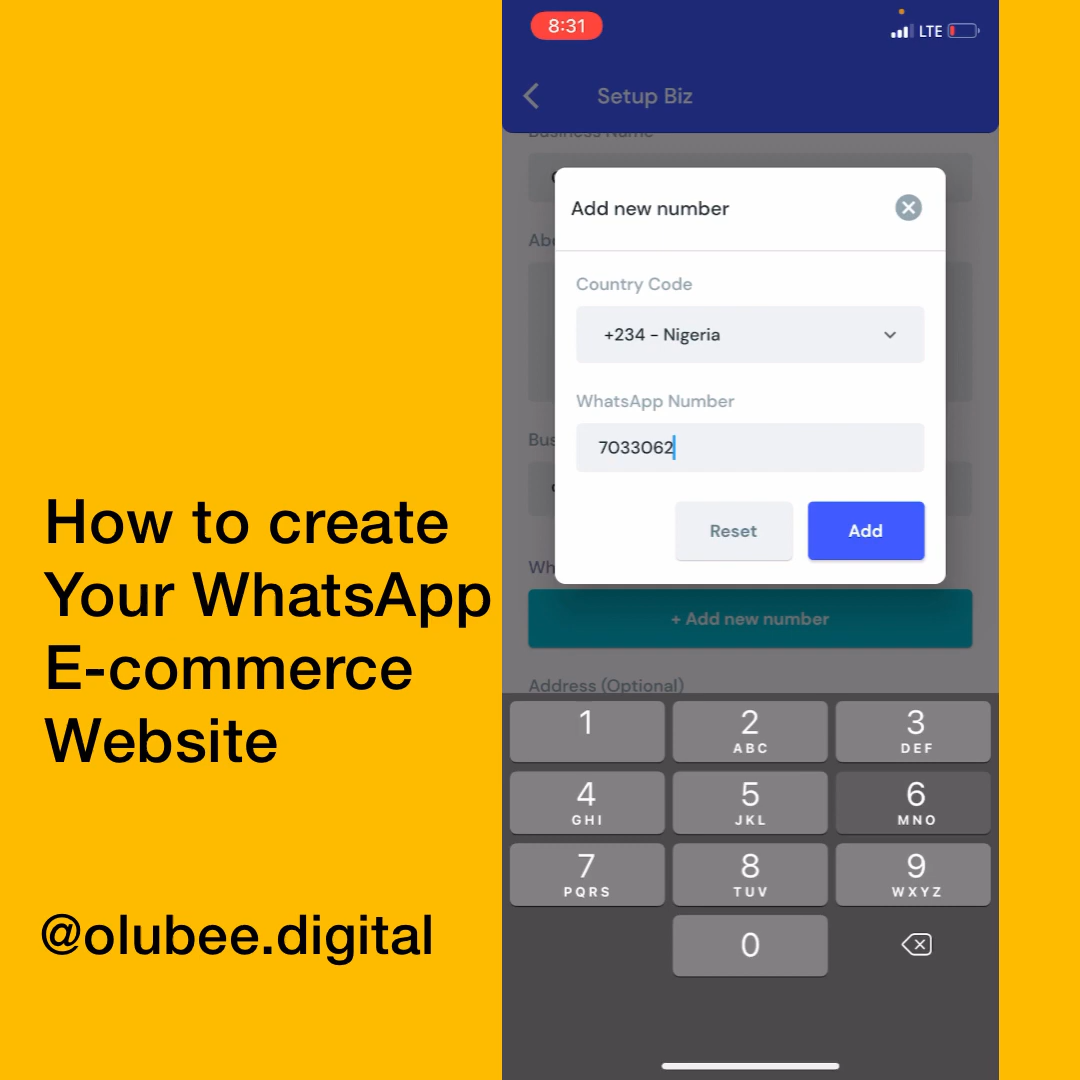 8:31
LTE
Setup Biz
Business Name
Add new number
Country Code
+234 - Nigeria
WhatsApp Number
7033062
Reset
Add
+ Add new number
Address (Optional)
How to create
Your WhatsApp
E-commerce
Website
@olubee.digital
1
2
ABC
3
DEF
4
GHI
5
JKL
6
MNO
7
PQRS
8
TUV
9
WXYZ
0